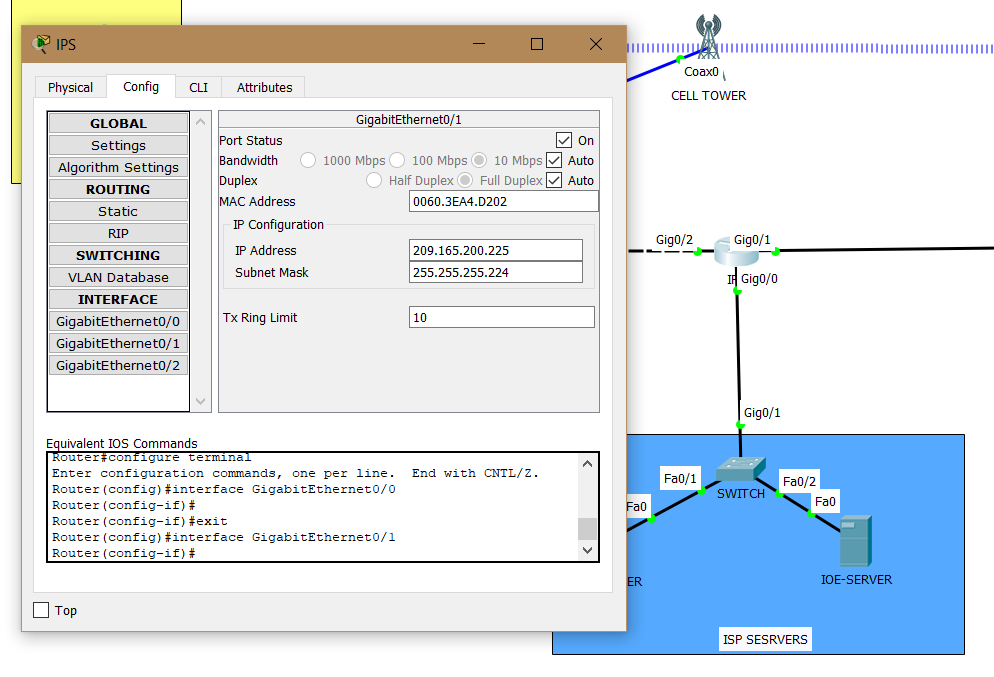 IPS
Physical Config CLI Attributes
GLOBAL
Settings
Algorithm Settings
ROUTING
Static
RIP
SWITCHING
VLAN Database
INTERFACE
GigabitEthernet0/0
GigabitEthernet0/1
GigabitEthernet0/2
GigabitEthernet0/1
Port Status On
Bandwidth 1000 Mbps 100 Mbps 10 Mbps Auto
Duplex Half Duplex Full Duplex Auto
MAC Address 0060.3EA4.D202
IP Configuration
IP Address 209.165.200.225
Subnet Mask 255.255.255.224
Tx Ring Limit 10
Equivalent IOS Commands
Router#configure terminal
Enter configuration commands, one per line. End with CNTL/Z.
Router(config)#interface GigabitEthernet0/0
Router(config-if)#
Router(config-if)#exit
Router(config)#interface GigabitEthernet0/1
Router(config-if)#
Top
Coax0
CELL TOWER
Gig0/2 Gig0/1
Gig0/0
Gig0/1
Fa0/1
SWITCH
Fa0/2
Fa0
Fa0
ER
IOE-SERVER
ISP SESRVERS